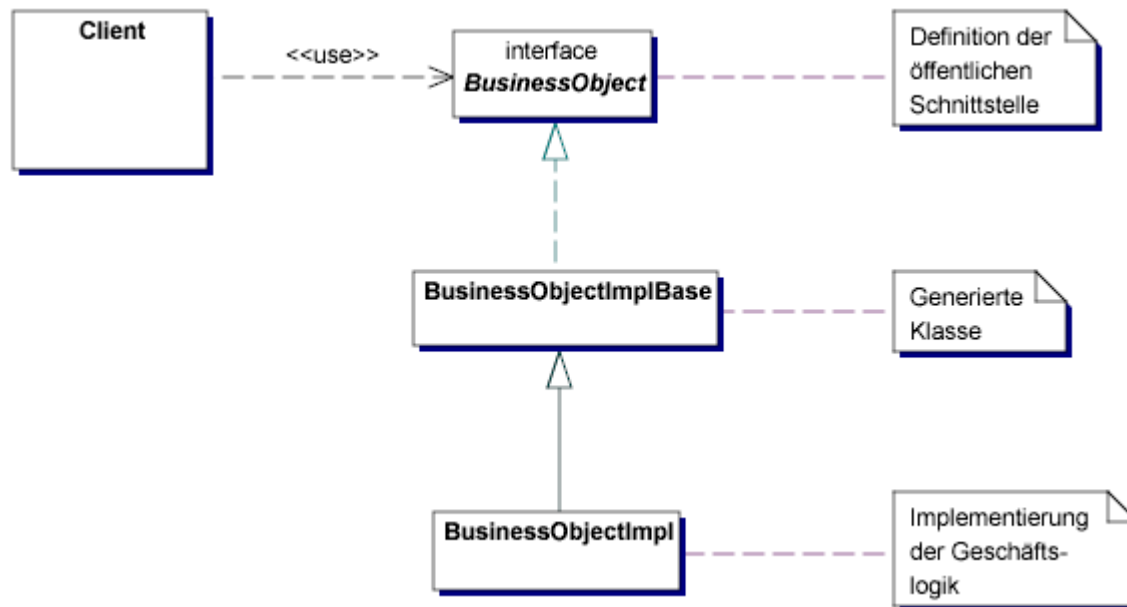 Client
<<use>>
interface
BusinessObject
Definition der
öffentlichen
Schnittstelle
BusinessObjectImplBase
Generierte
Klasse
BusinessObjectImpl
Implementierung
der Geschäfts-
logik